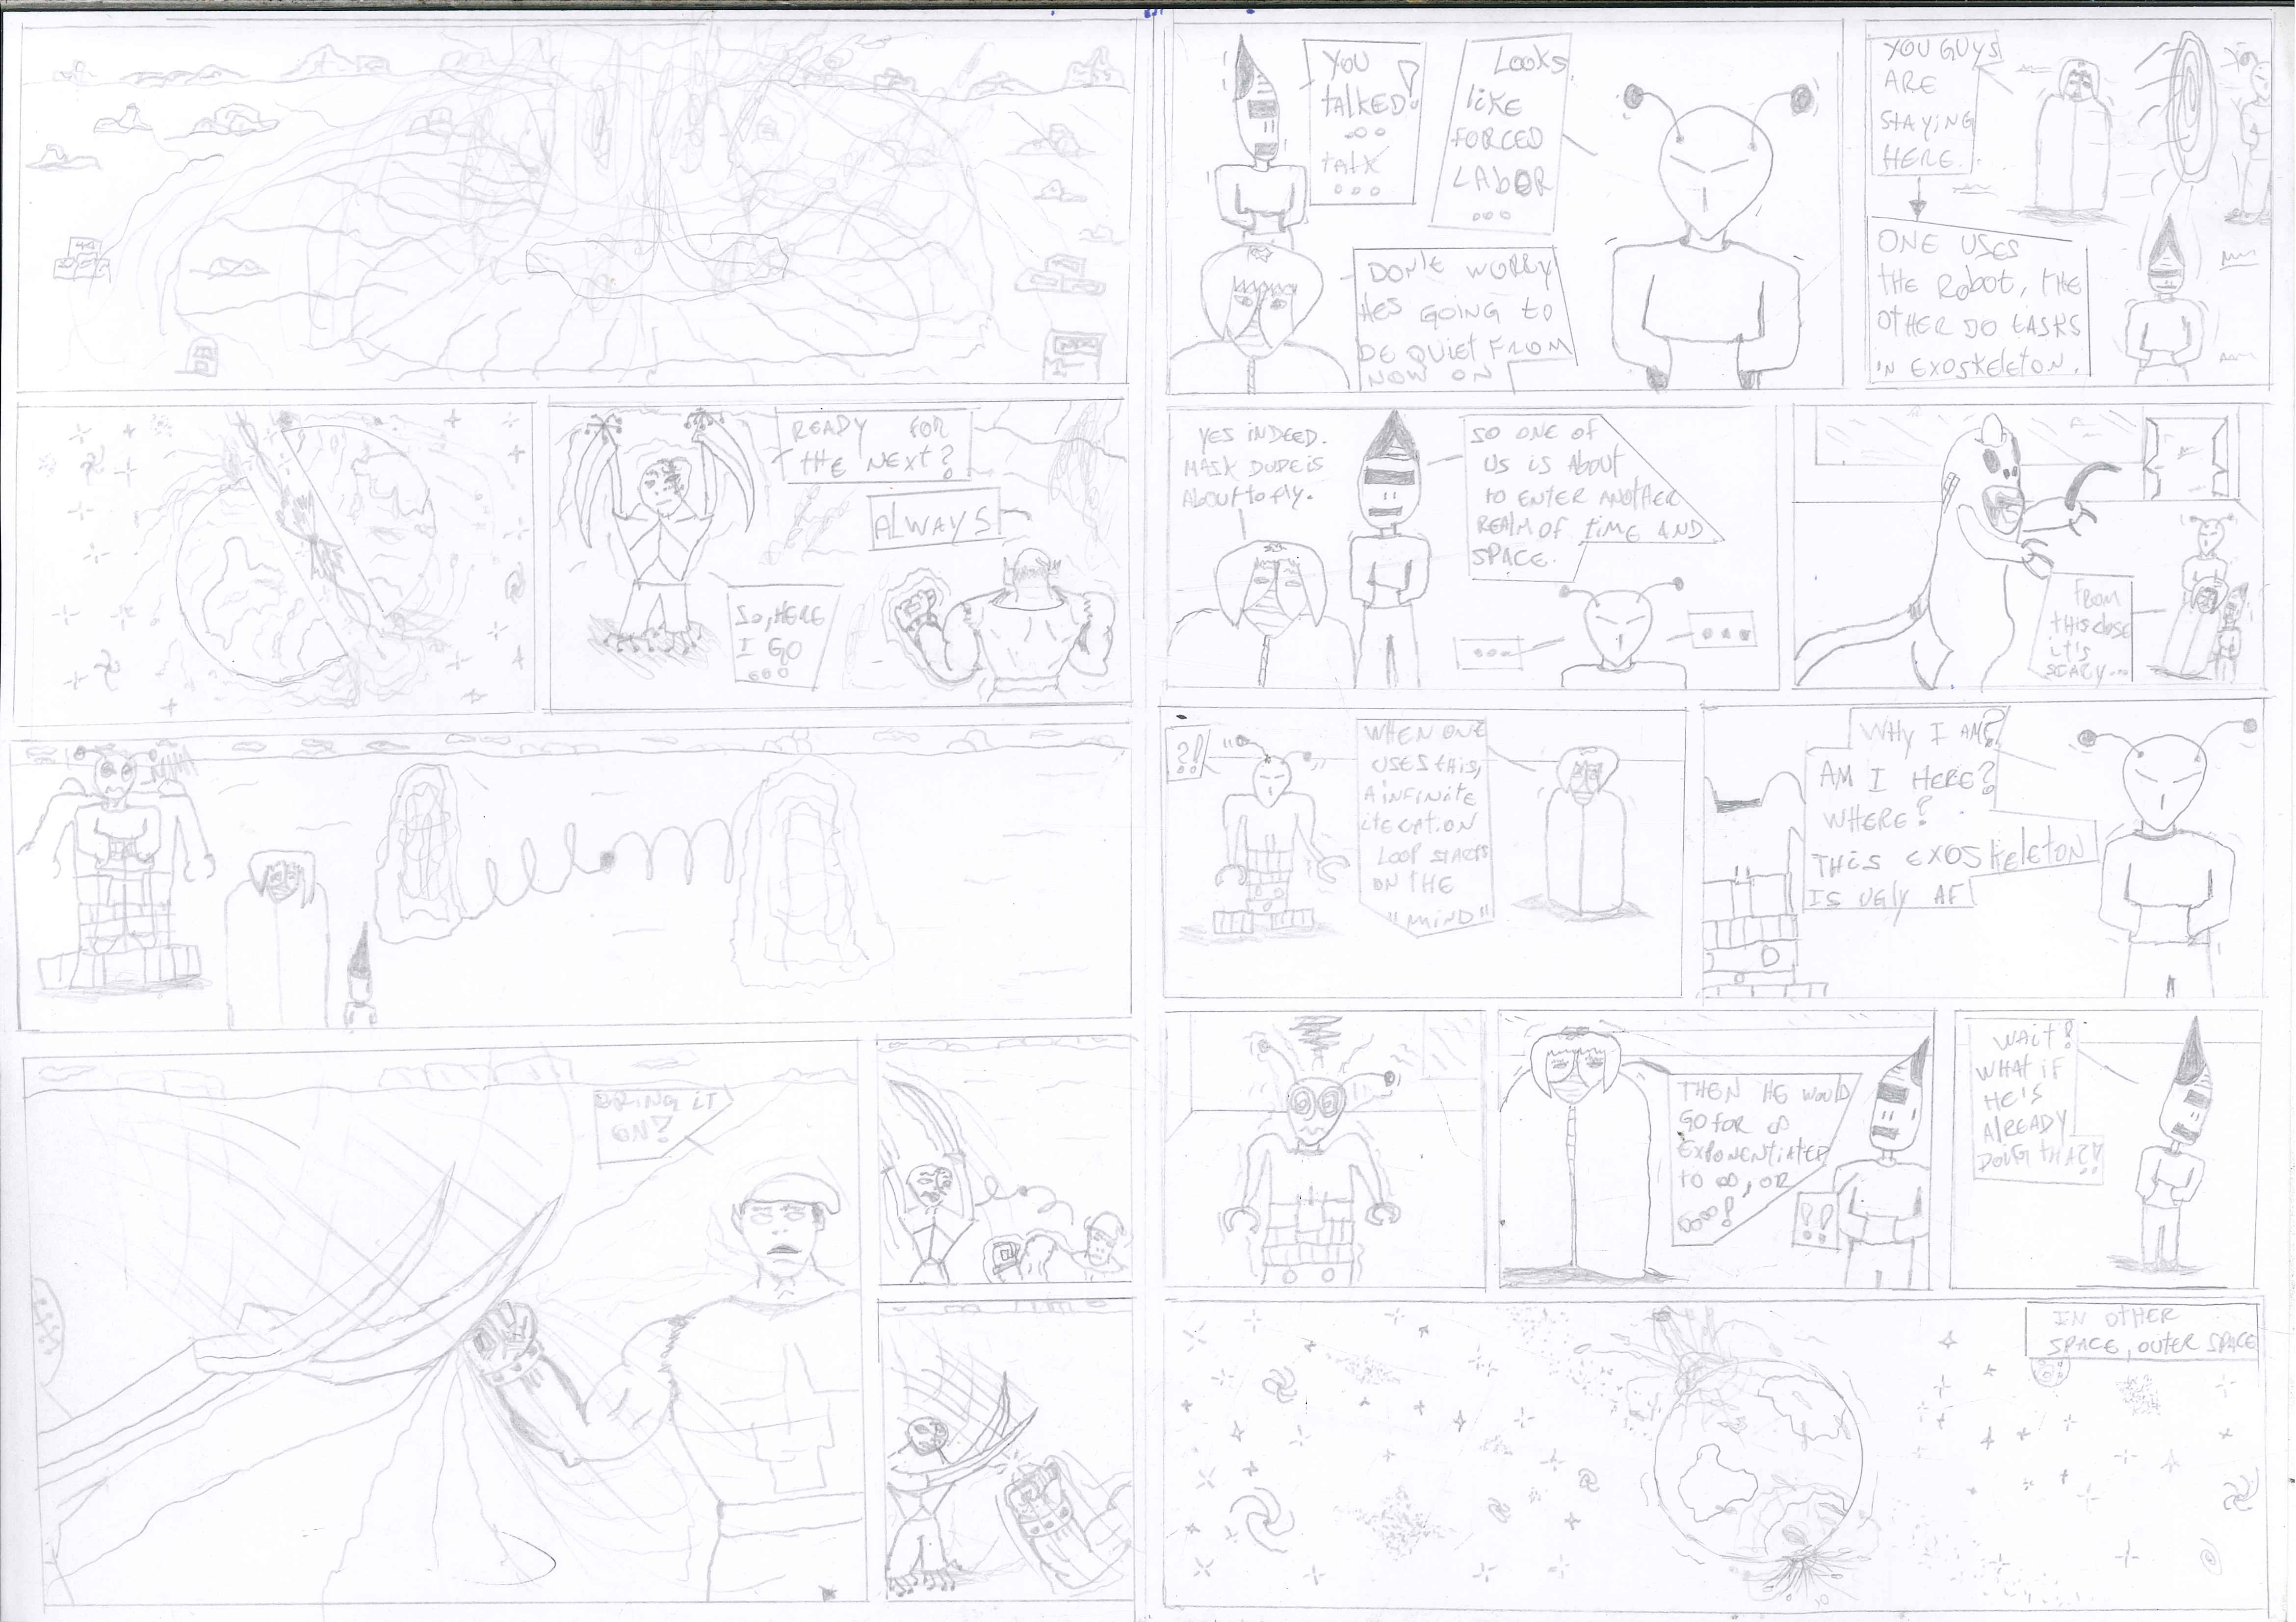 READY FOR
THE NEXT?
ALWAYS
SO, HERE
I GO
...
BRING IT
ON?
YOU
TALKED!
...
TALK
...
LOOKS
LIKE
FORCED
LABOR
...
DON'T WORRY
HES GOING TO
BE QUIET FROM
NOW ON
YOU GUYS
ARE
STAYING
HERE.
ONE USES
THE ROBOT, THE
OTHER DO TASKS
IN EXOSKELETON.
YES INDEED.
MASK DUDE IS
ABOUT TO FLY.
SO ONE OF
US IS ABOUT
TO ENTER ANOTHER
REALM OF TIME AND
SPACE.
...
...
FROM
THIS CLOSE
IT'S
SCARY...
?!
WHEN ONE
USES THIS,
A INFINITE
ITERATION
LOOP STARTS
ON THE
"MIND"
WHY I AM?
AM I HERE?
WHERE?
THIS EXOSKELETON
IS UGLY AF
THEN HE WOULD
GO FOR ∞
EXPONENTIATED
TO ∞, OR
!!
WAIT!
WHAT IF
HE IS
ALREADY
DOING THAT?!
IN OTHER
SPACE, OUTER SPACE